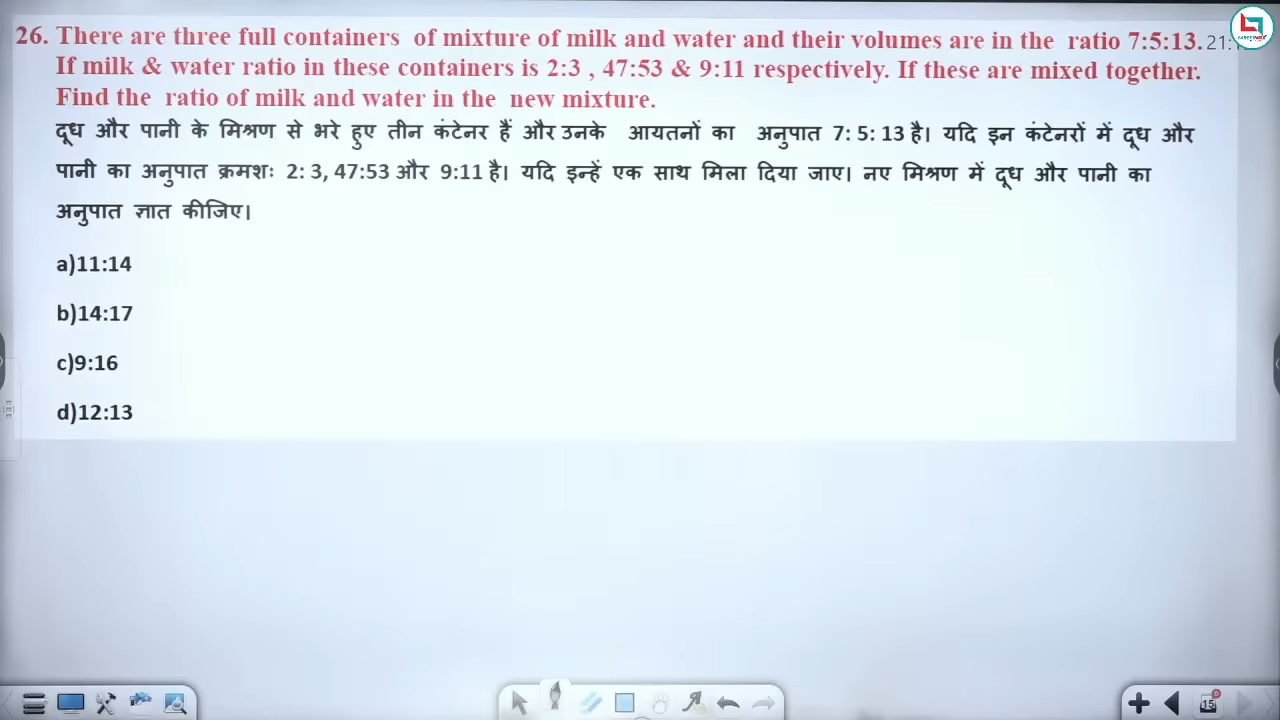 26. There are three full containers of mixture of milk and water and their volumes are in the ratio 7:5:13.
If milk & water ratio in these containers is 2:3 , 47:53 & 9:11 respectively. If these are mixed together.
Find the ratio of milk and water in the new mixture.
दूध और पानी के मिश्रण से भरे हुए तीन कंटेनर हैं और उनके आयतनों का अनुपात 7: 5: 13 है। यदि इन कंटेनरों में दूध और
पानी का अनुपात क्रमशः 2: 3, 47:53 और 9:11 है। यदि इन्हें एक साथ मिला दिया जाए। नए मिश्रण में दूध और पानी का
अनुपात ज्ञात कीजिए।
a)11:14
b)14:17
c)9:16
d)12:13
15